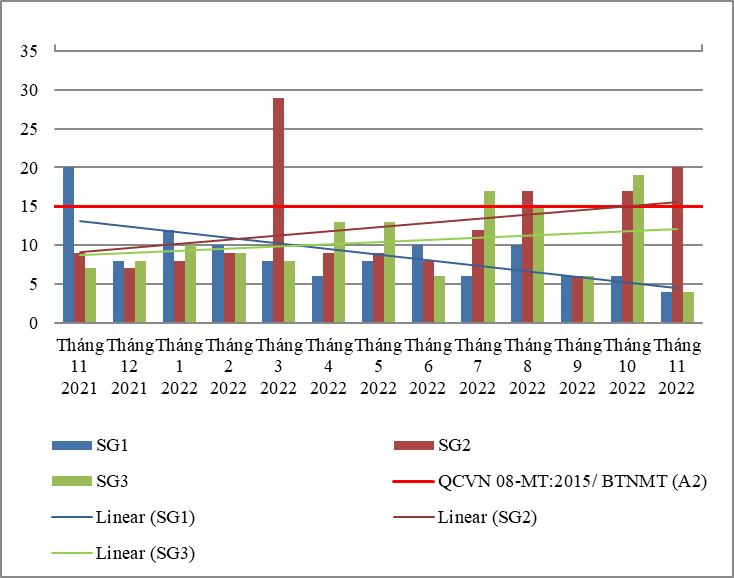 35
30
25
20
15
10
5
0
Tháng Tháng Tháng Tháng Tháng Tháng Tháng Tháng Tháng Tháng Tháng Tháng Tháng
11 12 1 2 3 4 5 6 7 8 9 10 11
2021 2021 2022 2022 2022 2022 2022 2022 2022 2022 2022 2022 2022
SG1 SG2
SG3 QCVN 08-MT:2015/ BTNMT (A2)
Linear (SG1) Linear (SG2)
Linear (SG3)